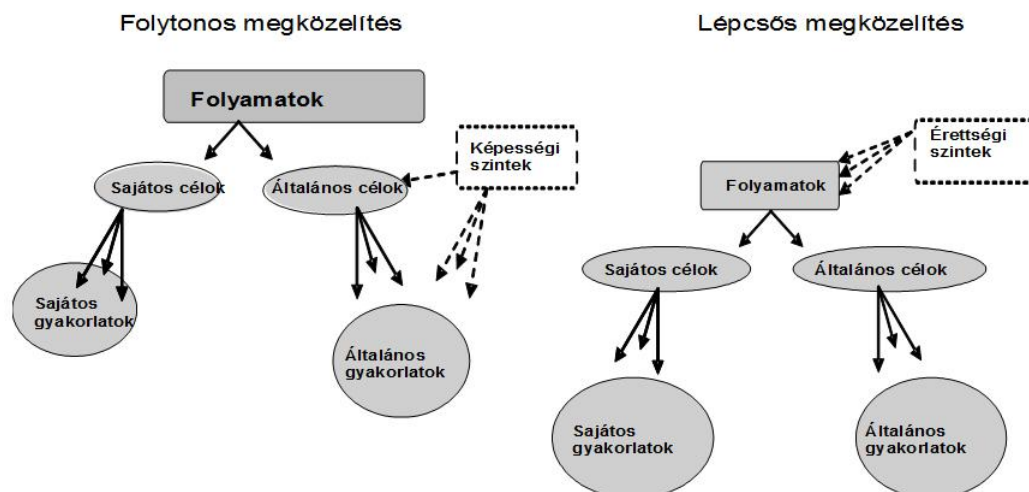 Folytonos megközelítés
Folyamatok
Képességi
szintek
Sajátos célok
Általános célok
Sajátos
gyakorlatok
Általános
gyakorlatok
Lépcsős megközelítés
Érettségi
szintek
Folyamatok
Sajátos célok
Általános célok
Sajátos
gyakorlatok
Általános
gyakorlatok